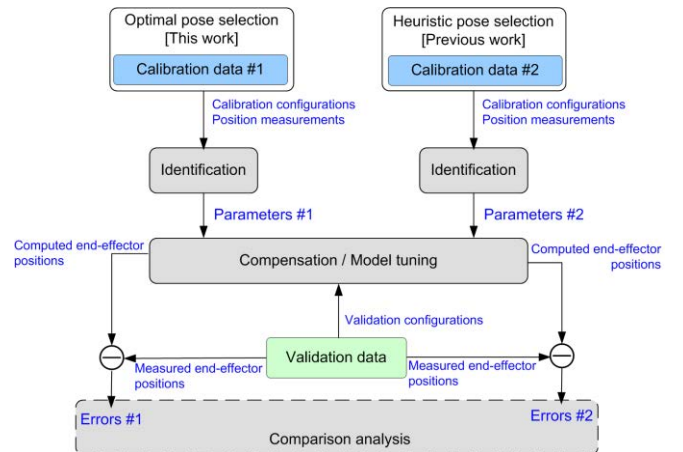 Optimal pose selection
[This work]
Calibration data #1
Heuristic pose selection
[Previous work]
Calibration data #2
Calibration configurations
Position measurements
Calibration configurations
Position measurements
Identification
Identification
Parameters #1
Parameters #2
Computed end-effector
positions
Compensation / Model tuning
Computed end-effector
positions
Validation configurations
Validation data
Measured end-effector
positions
Measured end-effector
positions
Errors #1
Errors #2
Comparison analysis